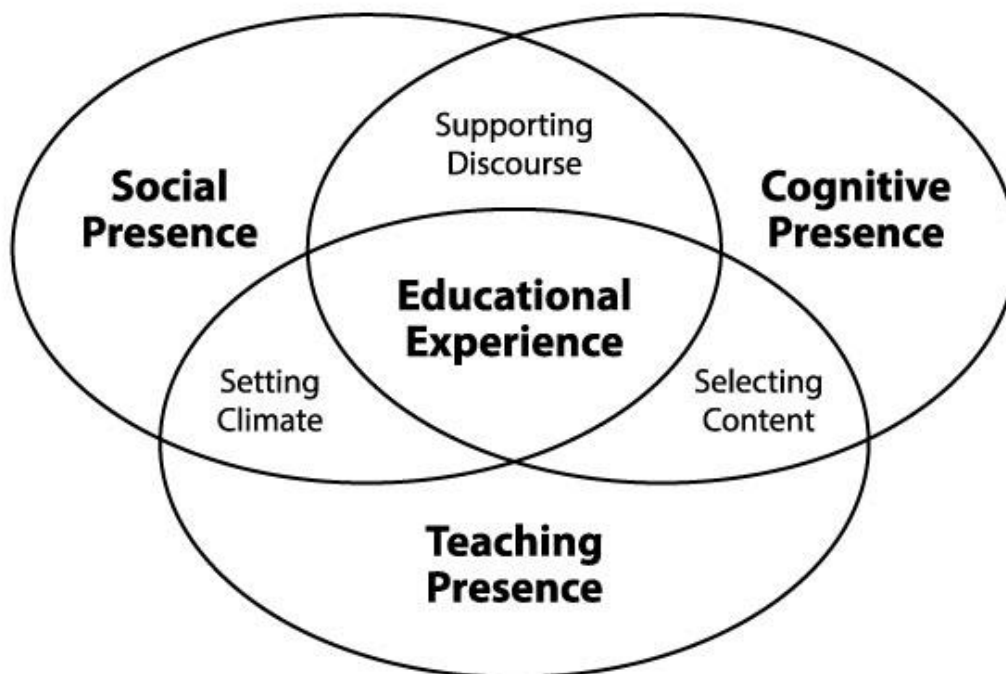 Supporting
Discourse
Social
Presence
Cognitive
Presence
Educational
Experience
Setting
Climate
Selecting
Content
Teaching
Presence